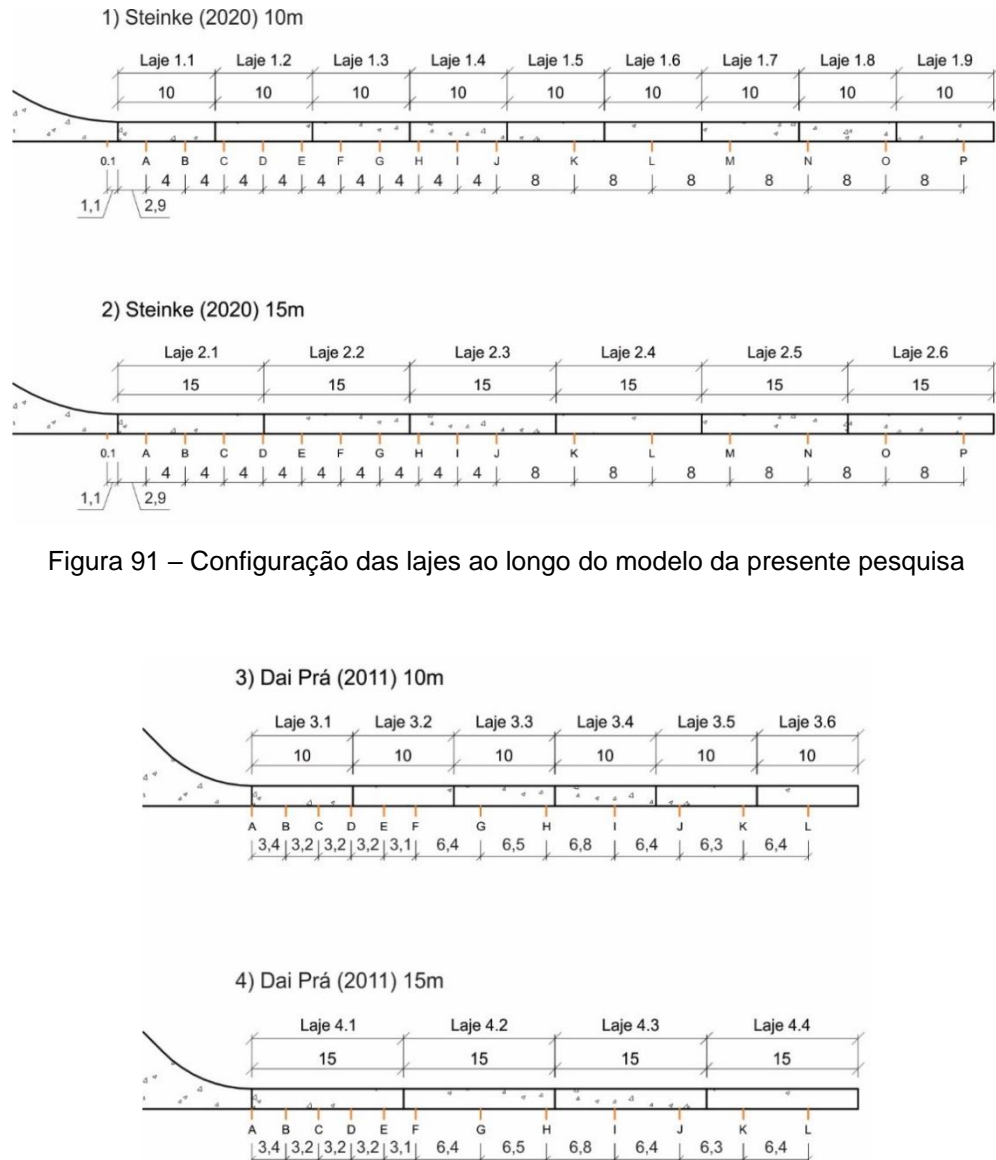 1) Steinke (2020) 10m
Laje 1.1 Laje 1.2 Laje 1.3 Laje 1.4 Laje 1.5 Laje 1.6 Laje 1.7 Laje 1.8 Laje 1.9
10 10 10 10 10 10 10 10 10
0.1 A B C D E F G H I J K L M N O P
4 4 4 4 4 4 4 4 4 8 8 8 8 8 8
1,1 2,9
2) Steinke (2020) 15m
Laje 2.1 Laje 2.2 Laje 2.3 Laje 2.4 Laje 2.5 Laje 2.6
15 15 15 15 15 15
0.1 A B C D E F G H I J K L M N O P
4 4 4 4 4 4 4 4 4 8 8 8 8 8 8
1,1 2,9
Figura 91 – Configuração das lajes ao longo do modelo da presente pesquisa
3) Dai Prá (2011) 10m
Laje 3.1 Laje 3.2 Laje 3.3 Laje 3.4 Laje 3.5 Laje 3.6
10 10 10 10 10 10
A B C D E F G H I J K L
3,4 3,2 3,2 3,2 3,1 6,4 6,5 6,8 6,4 6,3 6,4
4) Dai Prá (2011) 15m
Laje 4.1 Laje 4.2 Laje 4.3 Laje 4.4
15 15 15 15
A B C D E F G H I J K L
3,4 3,2 3,2 3,2 3,1 6,4 6,5 6,8 6,4 6,3 6,4